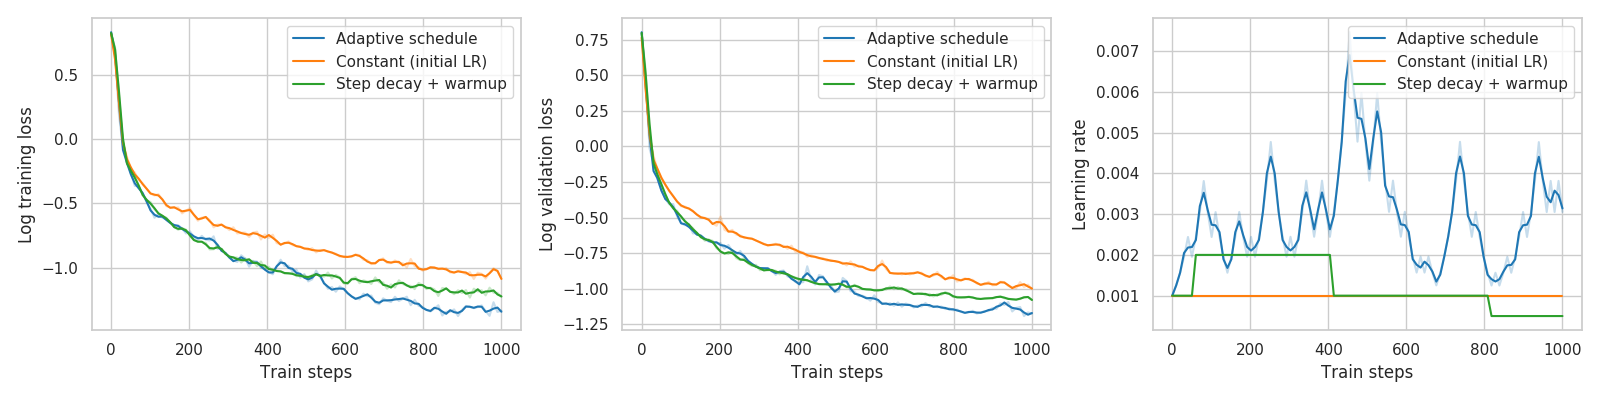 Log training loss
0.5
0.0
−0.5
−1.0
Adaptive schedule
Constant (initial LR)
Step decay + warmup
0
200
400
600
800
1000
Train steps
Log validation loss
0.75
0.50
0.25
0.00
−0.25
−0.50
−0.75
−1.00
−1.25
Adaptive schedule
Constant (initial LR)
Step decay + warmup
0
200
400
600
800
1000
Train steps
Learning rate
0.007
0.006
0.005
0.004
0.003
0.002
0.001
Adaptive schedule
Constant (initial LR)
Step decay + warmup
0
200
400
600
800
1000
Train steps